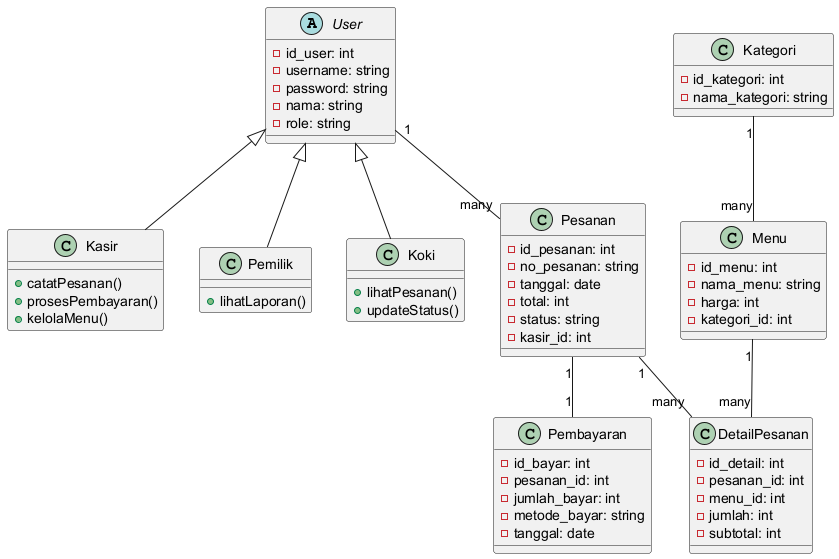 A User
id_user: int
username: string
password: string
nama: string
role: string
C Kategori
id_kategori: int
nama_kategori: string
1
many
1
many
C Kasir
catatPesanan()
prosesPembayaran()
kelolaMenu()
C Pemilik
lihatLaporan()
C Koki
lihatPesanan()
updateStatus()
C Pesanan
id_pesanan: int
no_pesanan: string
tanggal: date
total: int
status: string
kasir_id: int
C Menu
id_menu: int
nama_menu: string
harga: int
kategori_id: int
1
1
1
many
1
many
C Pembayaran
id_bayar: int
pesanan_id: int
jumlah_bayar: int
metode_bayar: string
tanggal: date
C DetailPesanan
id_detail: int
pesanan_id: int
menu_id: int
jumlah: int
subtotal: int